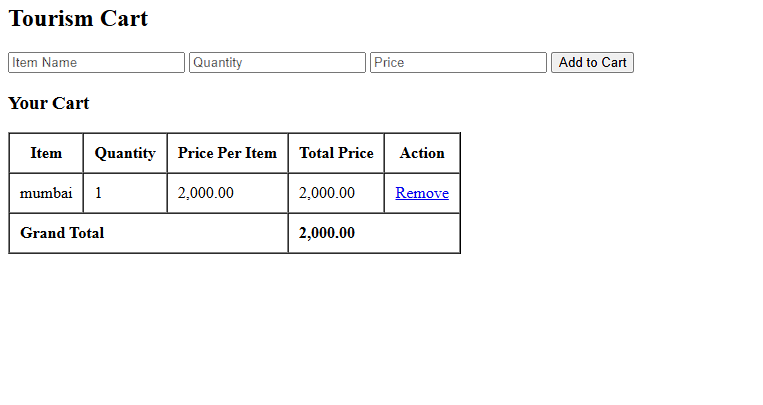 Tourism Cart
Item Name Quantity Price Add to Cart
Your Cart
Item Quantity Price Per Item Total Price Action
mumbai 1 2,000.00 2,000.00 Remove
Grand Total 2,000.00